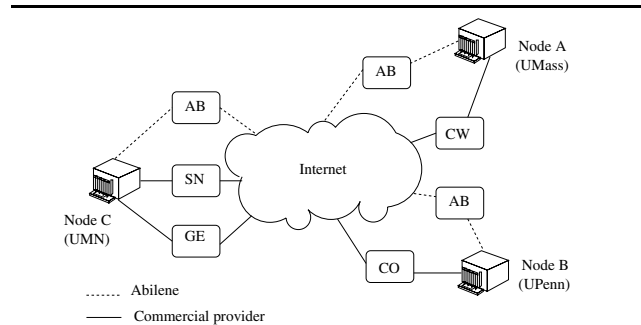 Node A
(UMass)
AB
AB
CW
Internet
SN
AB
Node C
(UMN)
GE
CO
Node B
(UPenn)
Abilene
Commercial provider